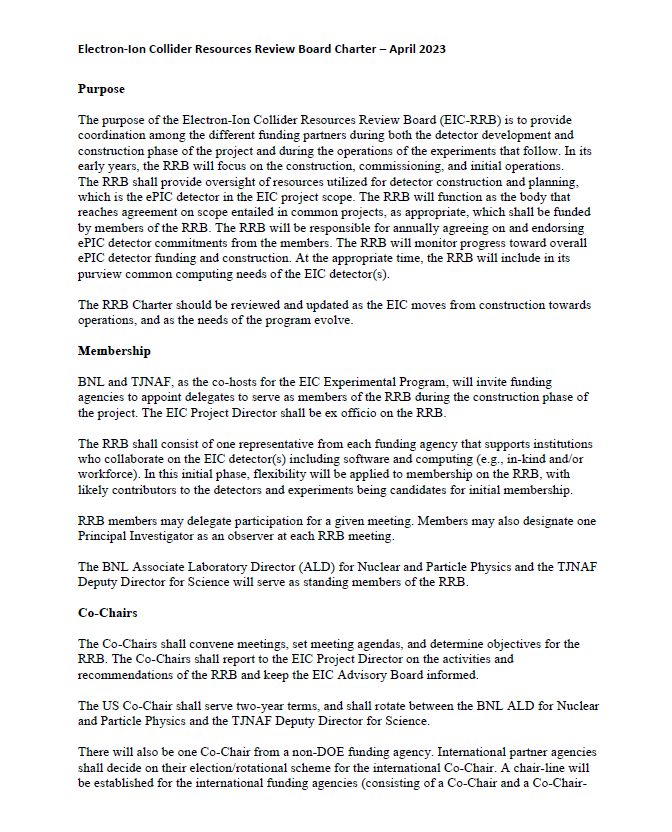 Electron-Ion Collider Resources Review Board Charter – April 2023
Purpose
The purpose of the Electron-Ion Collider Resources Review Board (EIC-RRB) is to provide
coordination among the different funding partners during both the detector development and
construction phase of the project and during the operations of the experiments that follow. In its
early years, the RRB will focus on the construction, commissioning, and initial operations.
The RRB shall provide oversight of resources utilized for detector construction and planning,
which is the ePIC detector in the EIC project scope. The RRB will function as the body that
reaches agreement on scope entailed in common projects, as appropriate, which shall be funded
by members of the RRB. The RRB will be responsible for annually agreeing on and endorsing
ePIC detector commitments from the members. The RRB will monitor progress toward overall
ePIC detector funding and construction. At the appropriate time, the RRB will include in its
purview common computing needs of the EIC detector(s).
The RRB Charter should be reviewed and updated as the EIC moves from construction towards
operations, and as the needs of the program evolve.
Membership
BNL and TJNAF, as the co-hosts for the EIC Experimental Program, will invite funding
agencies to appoint delegates to serve as members of the RRB during the construction phase of
the project. The EIC Project Director shall be ex officio on the RRB.
The RRB shall consist of one representative from each funding agency that supports institutions
who collaborate on the EIC detector(s) including software and computing (e.g., in-kind and/or
workforce). In this initial phase, flexibility will be applied to membership on the RRB, with
likely contributors to the detectors and experiments being candidates for initial membership.
RRB members may delegate participation for a given meeting. Members may also designate one
Principal Investigator as an observer at each RRB meeting.
The BNL Associate Laboratory Director (ALD) for Nuclear and Particle Physics and the TJNAF
Deputy Director for Science will serve as standing members of the RRB.
Co-Chairs
The Co-Chairs shall convene meetings, set meeting agendas, and determine objectives for the
RRB. The Co-Chairs shall report to the EIC Project Director on the activities and
recommendations of the RRB and keep the EIC Advisory Board informed.
The US Co-Chair shall serve two-year terms, and shall rotate between the BNL ALD for Nuclear
and Particle Physics and the TJNAF Deputy Director for Science.
There will also be one Co-Chair from a non-DOE funding agency. International partner agencies
shall decide on their election/rotational scheme for the international Co-Chair. A chair-line will
be established for the international funding agencies (consisting of a Co-Chair and a Co-Chair-